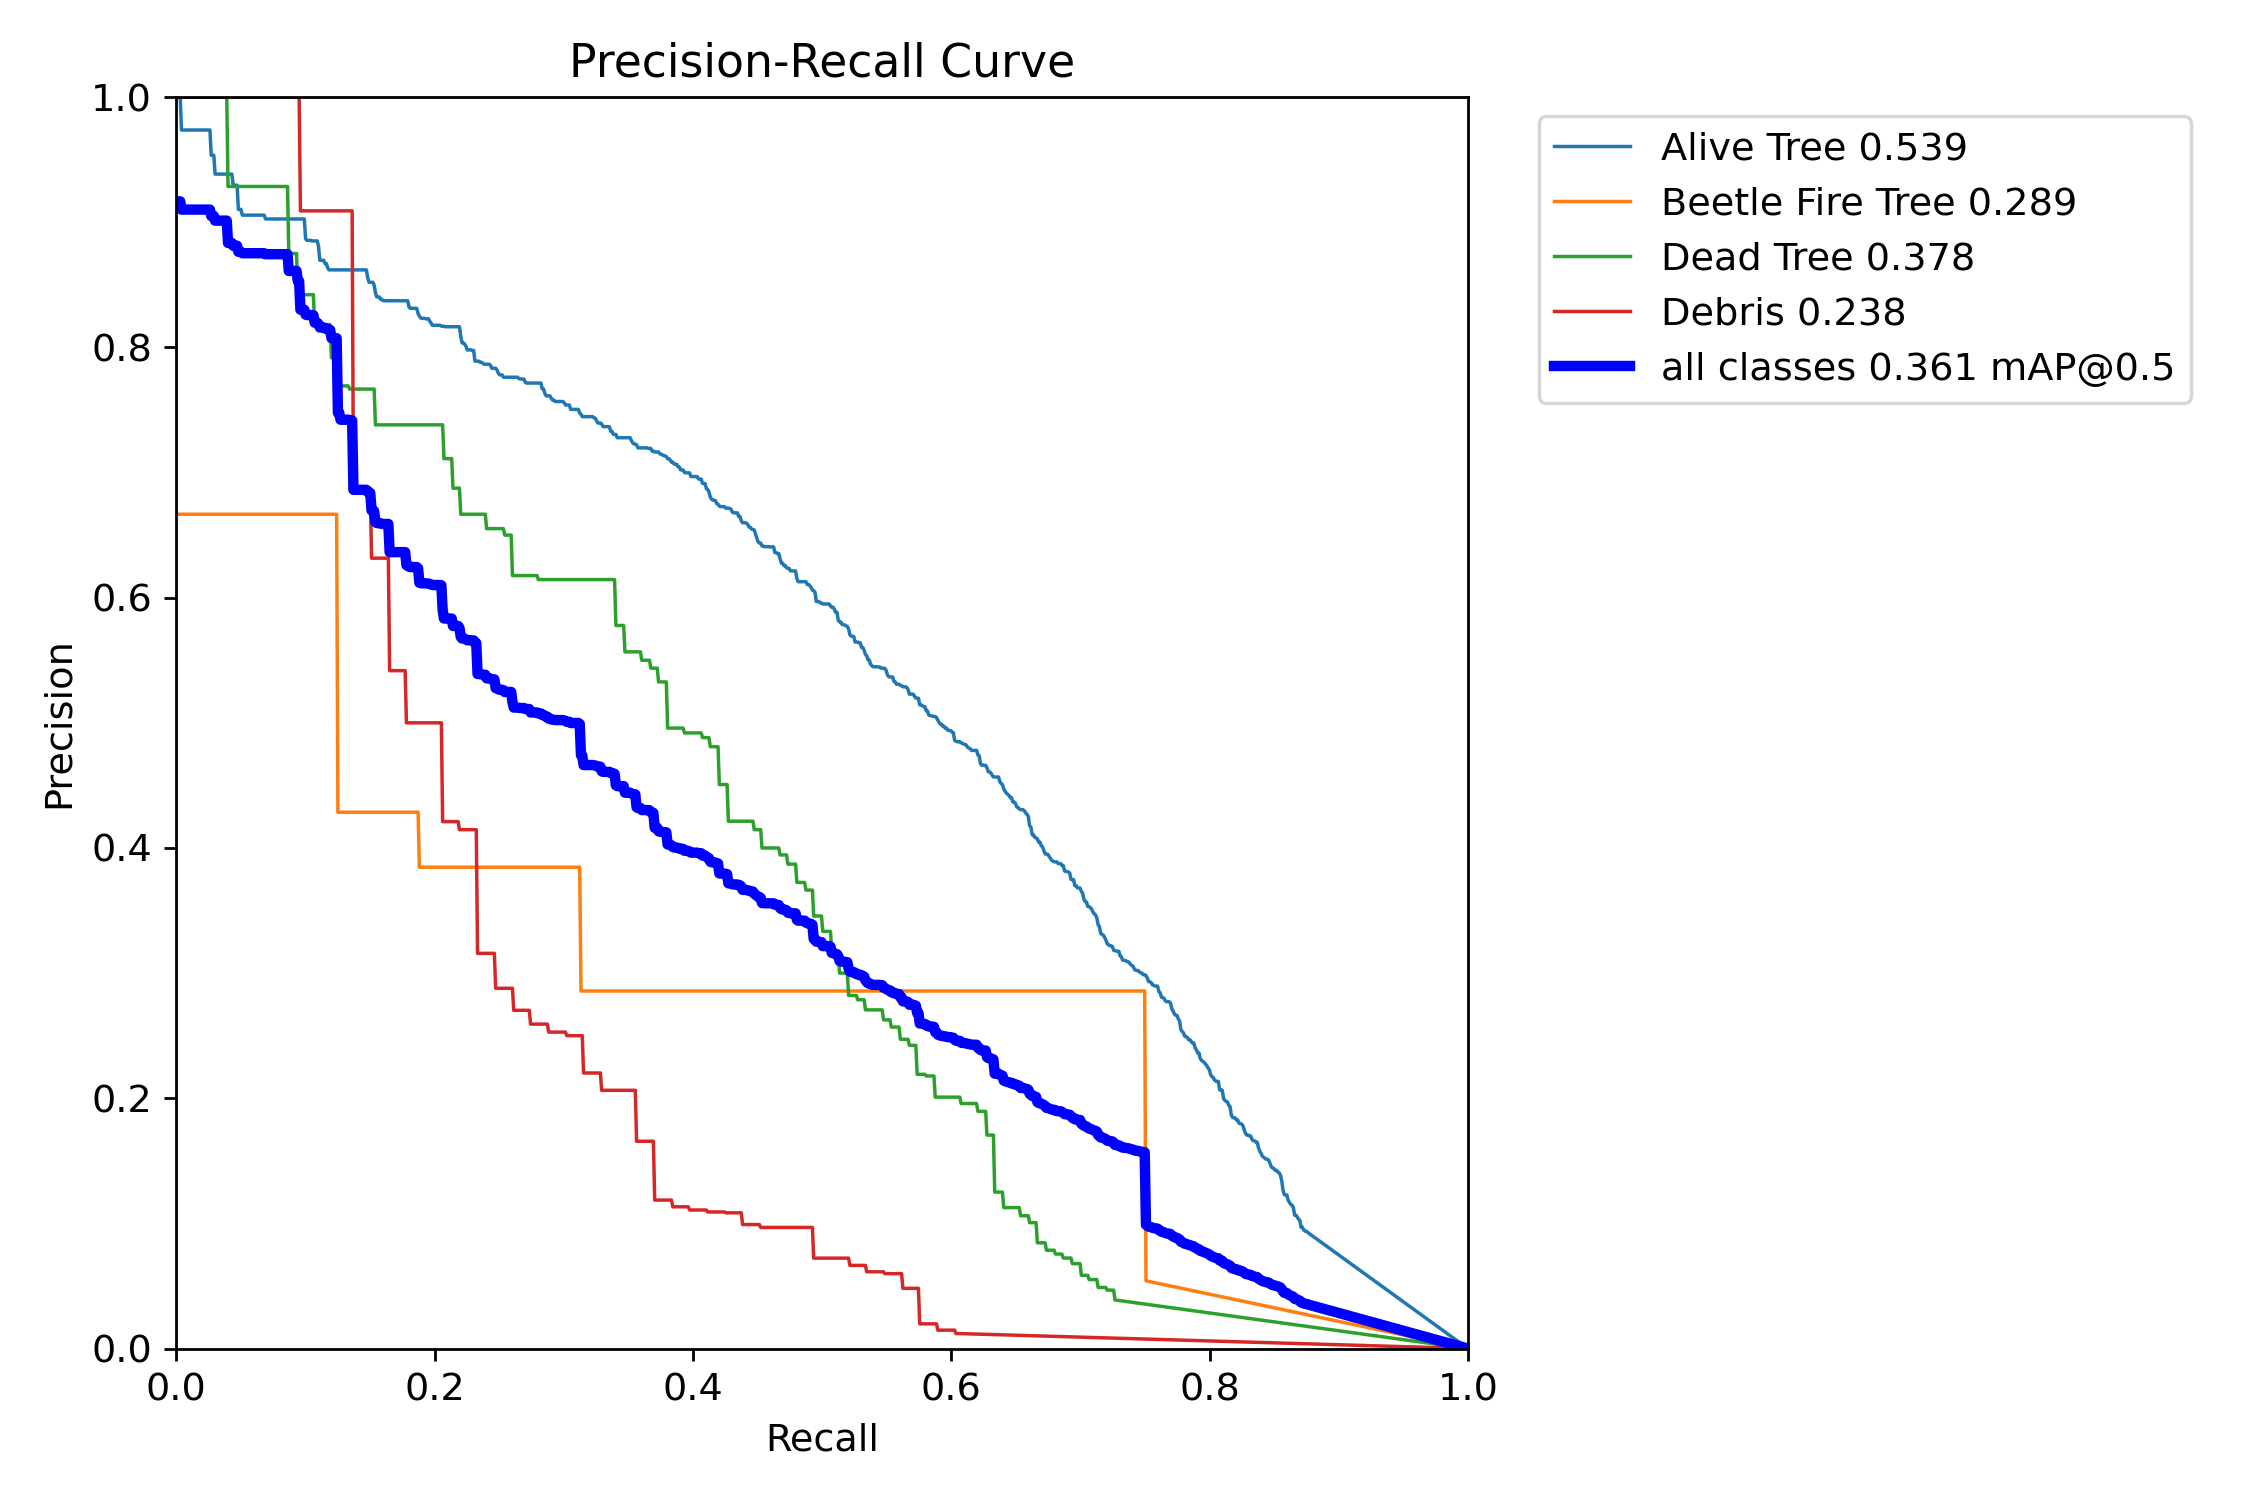 Precision-Recall Curve
1.0
0.8
0.6
0.4
0.2
0.0
Precision
0.0 0.2 0.4 0.6 0.8 1.0
Recall
Alive Tree 0.539
Beetle Fire Tree 0.289
Dead Tree 0.378
Debris 0.238
all classes 0.361 mAP@0.5